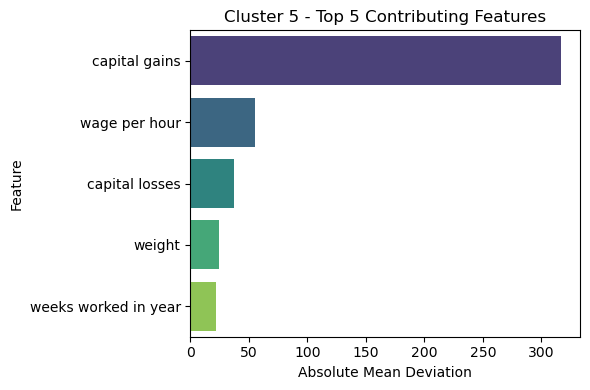 Cluster 5 - Top 5 Contributing Features
Feature
capital gains
wage per hour
capital losses
weight
weeks worked in year
0 50 100 150 200 250 300
Absolute Mean Deviation